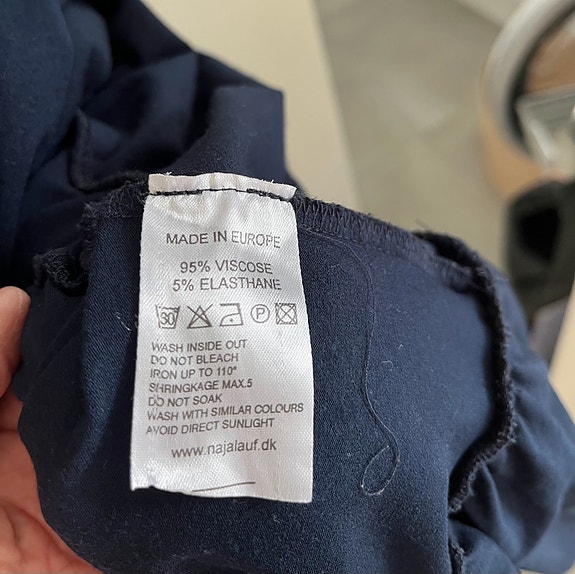 MADE IN EUROPE
95% VISCOSE
5% ELASTHANE
30 P
WASH INSIDE OUT
DO NOT BLEACH
IRON UP TO 110°
SHRINGKAGE MAX.5
DO NOT SOAK
WASH WITH SIMILAR COLOURS
AVOID DIRECT SUNLIGHT
www.najalauf.dk